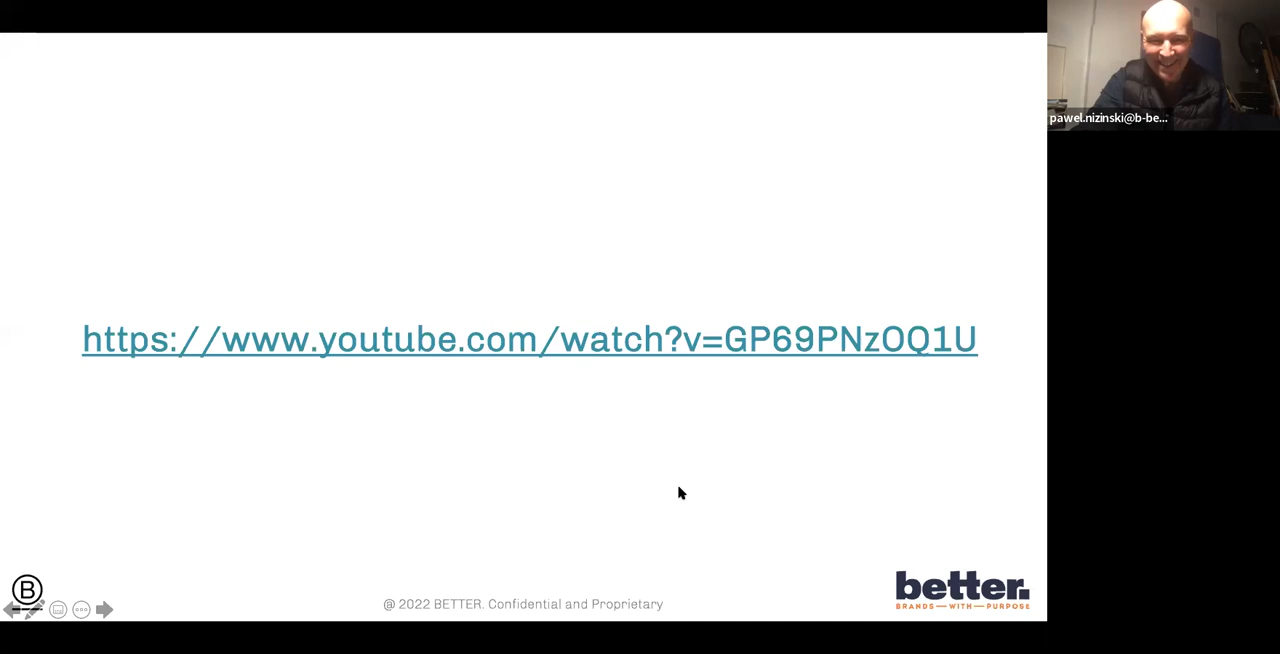 pawel.nizinski@b-be...
https://www.youtube.com/watch?v=GP69PNzOQ1U
B
@ 2022 BETTER. Confidential and Proprietary
better.
BRANDS—WITH—PURPOSE